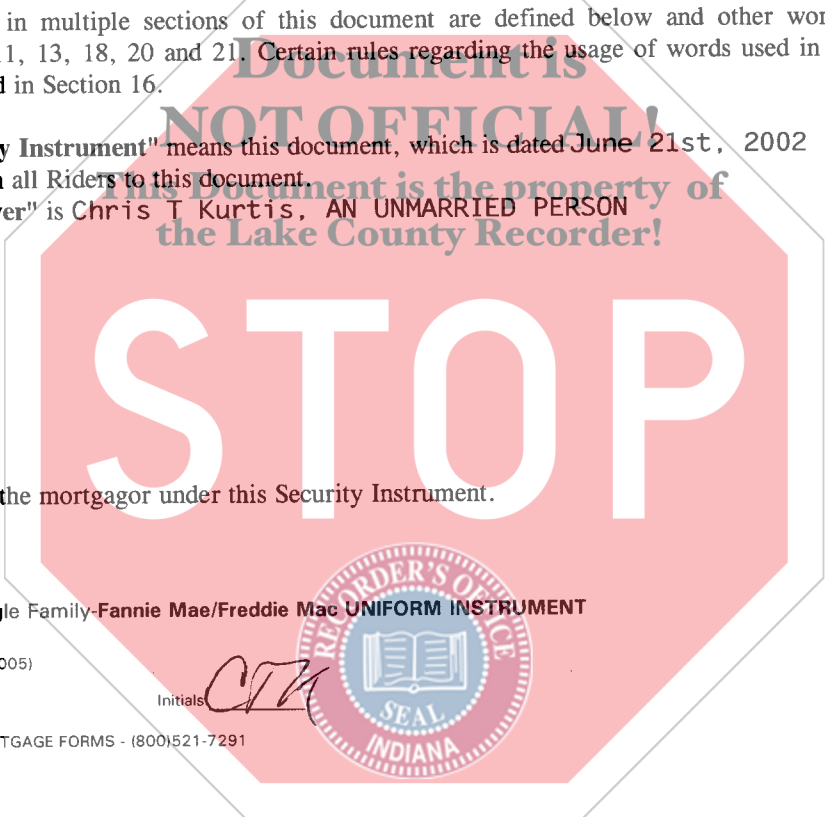 in multiple sections of this document are defined below and other wor
11, 13, 18, 20 and 21. Certain rules regarding the usage of words used in
Document is
d in Section 16.
NOT OFFICIAL!
y Instrument" means this document, which is dated June 21st, 2002
all Riders to this document.
This Document is the property of
er" is Chris T Kurtis, AN UNMARRIED PERSON
the Lake County Recorder!
STOP
the mortgagor under this Security Instrument.
gle Family-Fannie Mae/Freddie Mac UNIFORM INSTRUMENT
RECORDER'S OFFICE
005)
Initials CTK
SEAL
TGAGE FORMS - (800)521-7291
INDIANA